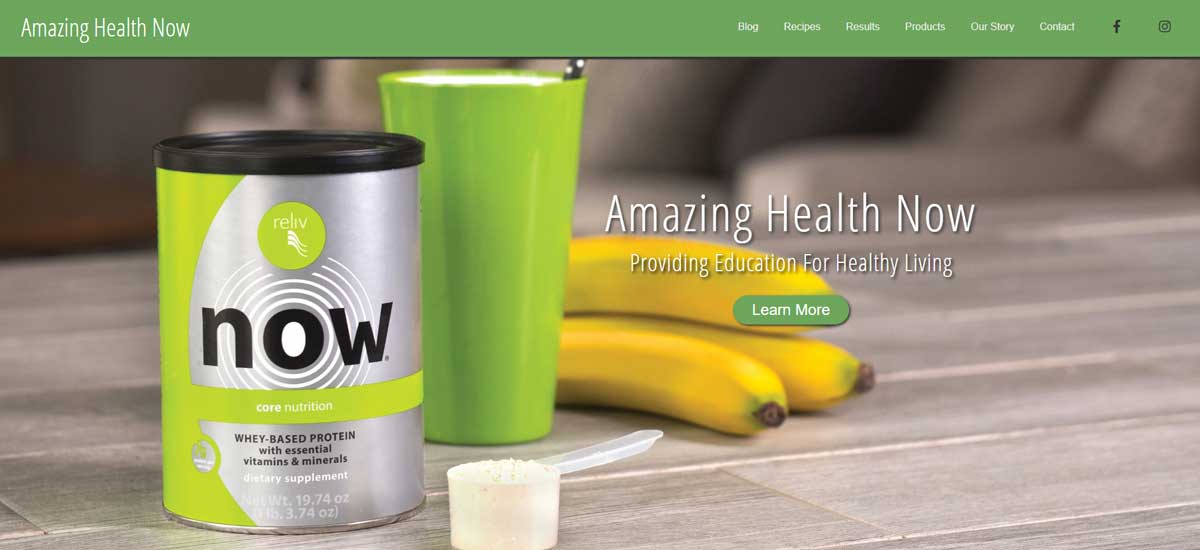 Amazing Health Now
Blog Recipes Results Products Our Story Contact
Amazing Health Now
Providing Education For Healthy Living
Learn More
reliv
now®
core nutrition
WHEY-BASED PROTEIN
with essential
vitamins & minerals
dietary supplement
Net Wt. 19.74 oz
(1 lb. 3.74 oz)